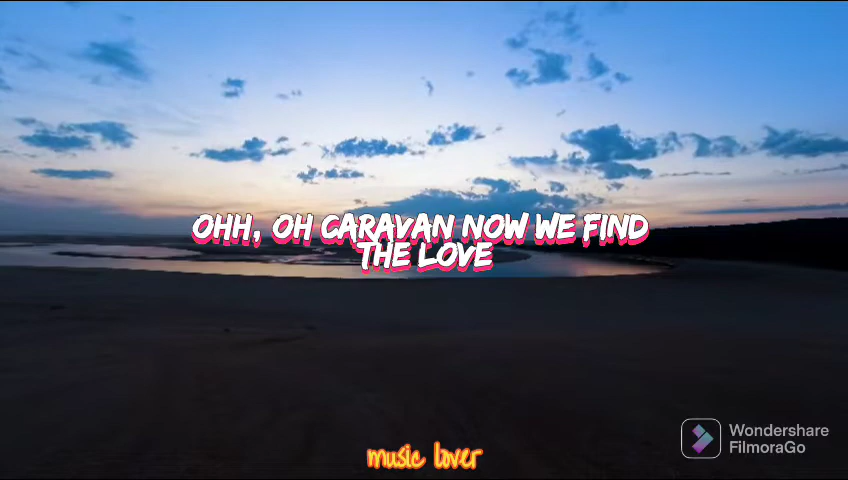 OHH, OH CARAVAN NOW WE FIND
THE LOVE
Wondershare
FilmoraGo
music lover